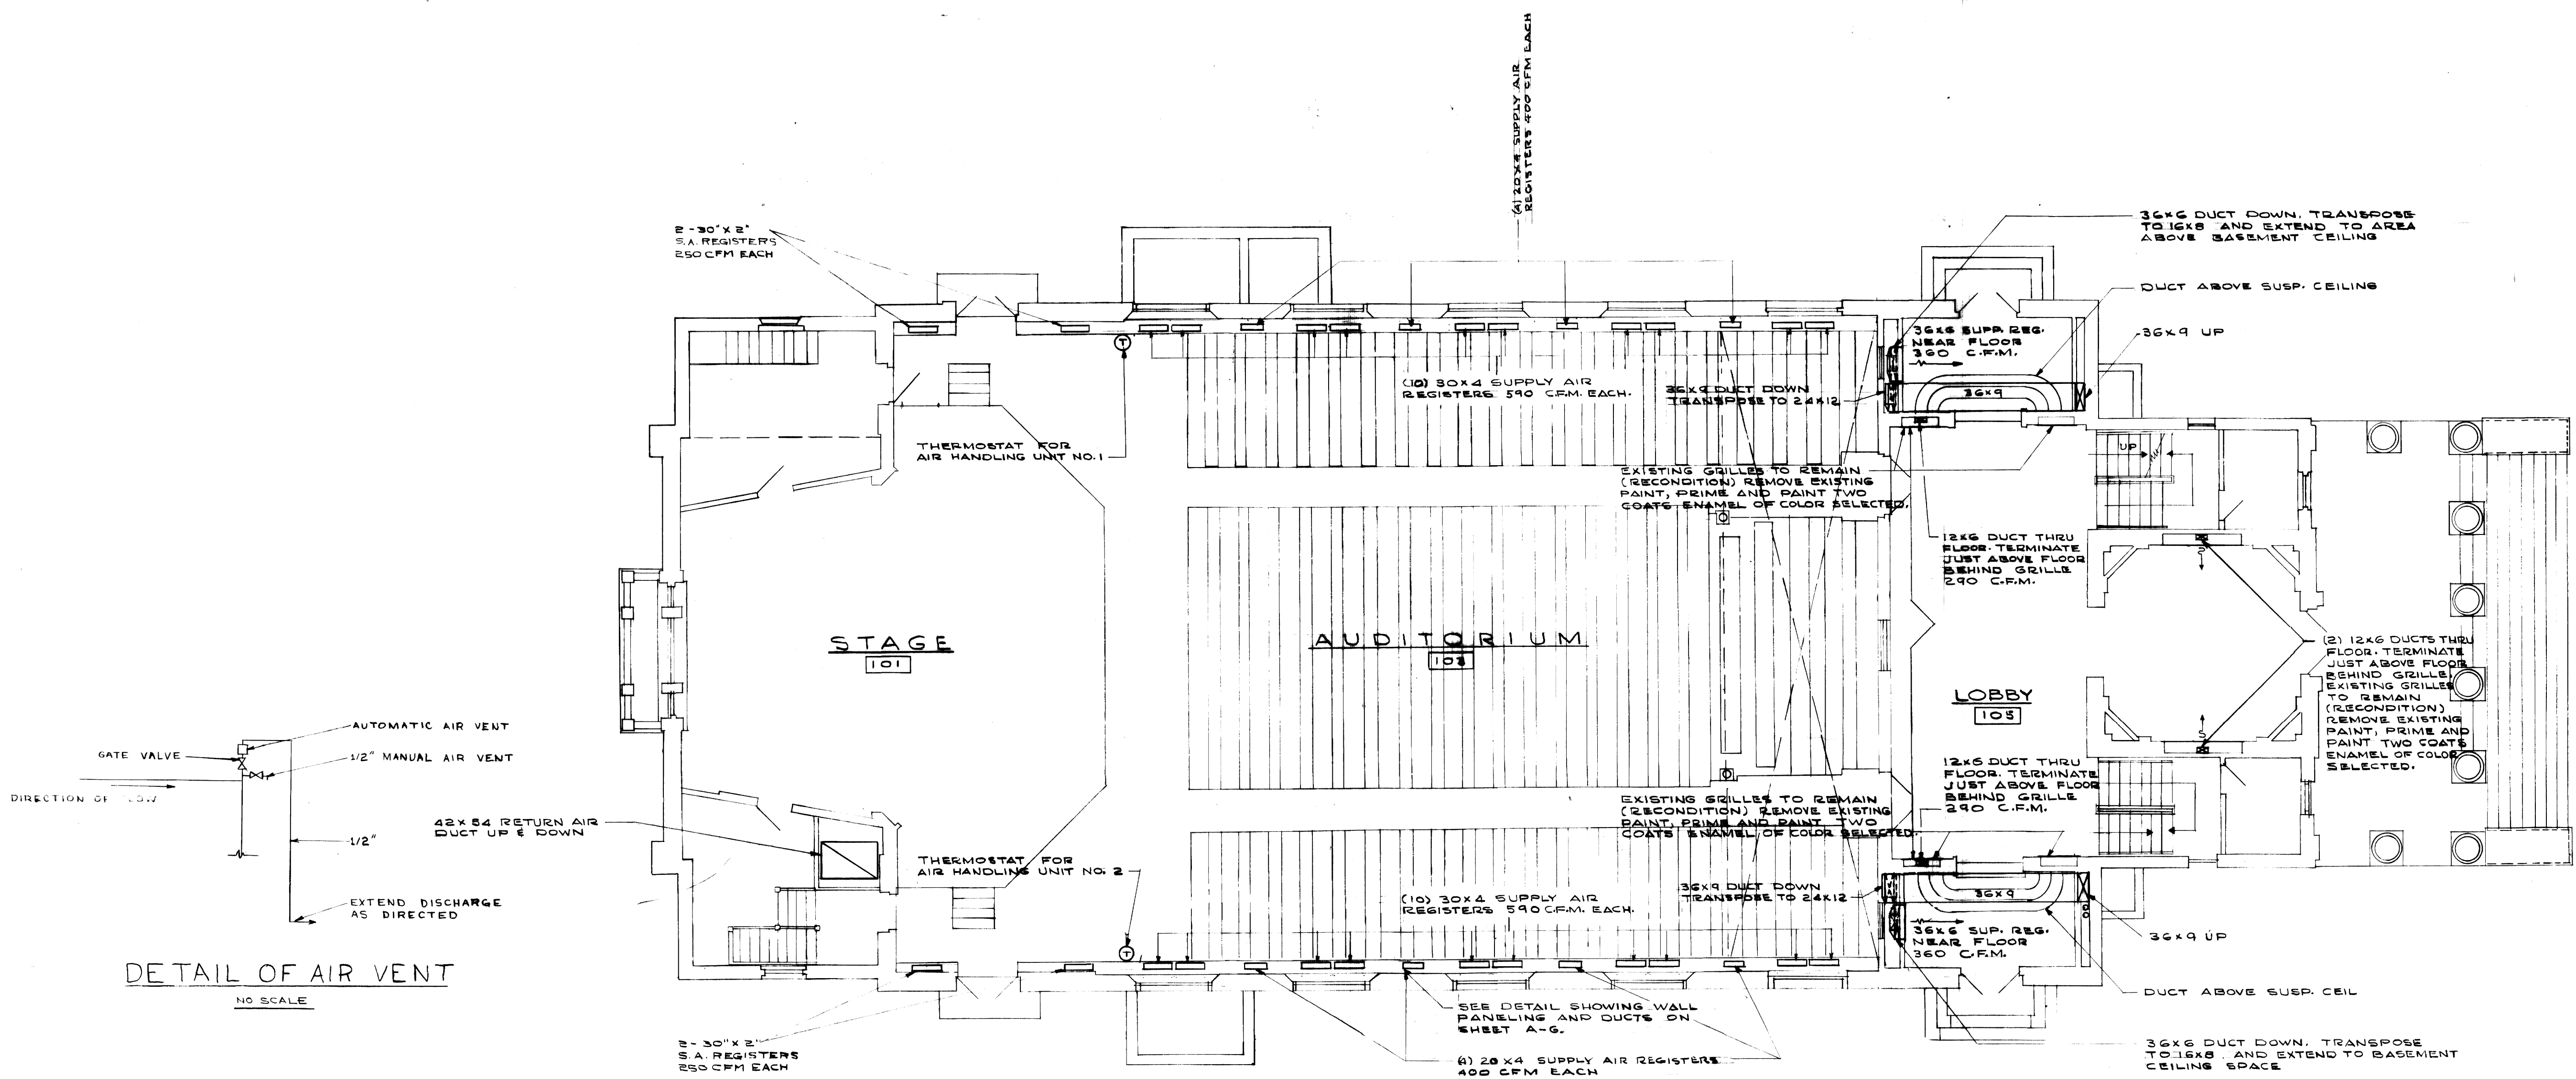 (4) 20X4 SUPPLY AIR
REGISTERS 400 CFM EACH
2-30"X2"
S.A. REGISTERS
250 CFM EACH
36X6 DUCT DOWN, TRANSPOSE
TO 16X8 AND EXTEND TO AREA
ABOVE BASEMENT CEILING
DUCT ABOVE SUSP. CEILING
36X9 UP
36X6 SUPP. REG.
NEAR FLOOR
360 C.F.M.
36X9
T
(10) 30X4 SUPPLY AIR
REGISTERS 590 C.F.M. EACH.
36X9 DUCT DOWN
TRANSPOSE TO 24X12
THERMOSTAT FOR
AIR HANDLING UNIT NO.1
UP
EXISTING GRILLES TO REMAIN
(RECONDITION) REMOVE EXISTING
PAINT, PRIME AND PAINT TWO
COATS ENAMEL OF COLOR SELECTED.
12X6 DUCT THRU
FLOOR. TERMINATE
JUST ABOVE FLOOR
BEHIND GRILLE
290 C.F.M.
S
STAGE
101
AUDITORIUM
LOBBY
105
(2) 12X6 DUCTS THRU
FLOOR. TERMINATE
JUST ABOVE FLOOR
BEHIND GRILLE.
EXISTING GRILLES
TO REMAIN
(RECONDITION)
REMOVE EXISTING
PAINT, PRIME AND
PAINT TWO COATS
ENAMEL OF COLOR
SELECTED.
S
AUTOMATIC AIR VENT
GATE VALVE
1/2" MANUAL AIR VENT
DIRECTION OF
1/2"
EXTEND DISCHARGE
AS DIRECTED
DETAIL OF AIR VENT
NO SCALE
42X54 RETURN AIR
DUCT UP & DOWN
12X6 DUCT THRU
FLOOR. TERMINATE
JUST ABOVE FLOOR
BEHIND GRILLE
290 C.F.M.
EXISTING GRILLES TO REMAIN
(RECONDITION) REMOVE EXISTING
PAINT, PRIME AND PAINT TWO
COATS ENAMEL OF COLOR SELECTED.
THERMOSTAT FOR
AIR HANDLING UNIT NO. 2
T
(10) 30X4 SUPPLY AIR
REGISTERS 590 C.F.M. EACH.
36X9 DUCT DOWN
TRANSPOSE TO 24X12
36X9
36X6 SUP. REG.
NEAR FLOOR
360 C.F.M.
36X9 UP
DUCT ABOVE SUSP. CEIL
SEE DETAIL SHOWING WALL
PANELING AND DUCTS ON
SHEET A-6.
(4) 20X4 SUPPLY AIR REGISTERS
400 CFM EACH
2-30"X2"
S.A. REGISTERS
250 CFM EACH
36X6 DUCT DOWN, TRANSPOSE
TO 16X8 AND EXTEND TO BASEMENT
CEILING SPACE